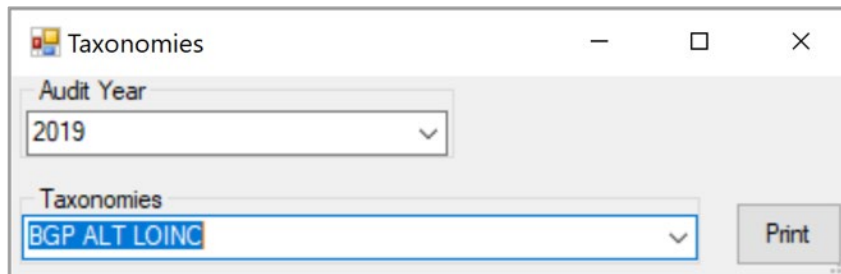 Taxonomies
Audit Year
2019
Taxonomies
BGP ALT LOINC
Print